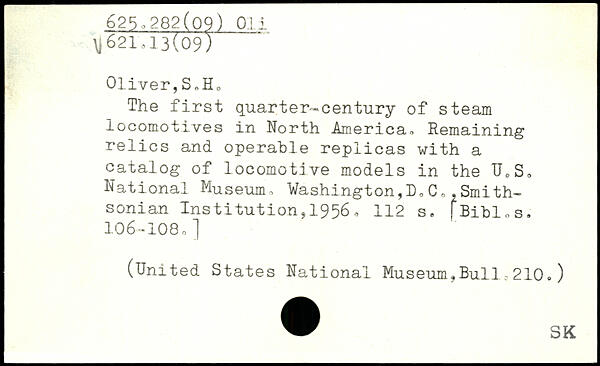 625.282(09) Oli
√621.13(09)
Oliver,S.H.
The first quarter-century of steam
locomotives in North America. Remaining
relics and operable replicas with a
catalog of locomotive models in the U.S.
National Museum. Washington,D.C.,Smith-
sonian Institution,1956. 112 s. [Bibl.s.
106-108.]
(United States National Museum,Bull.210.)
SK